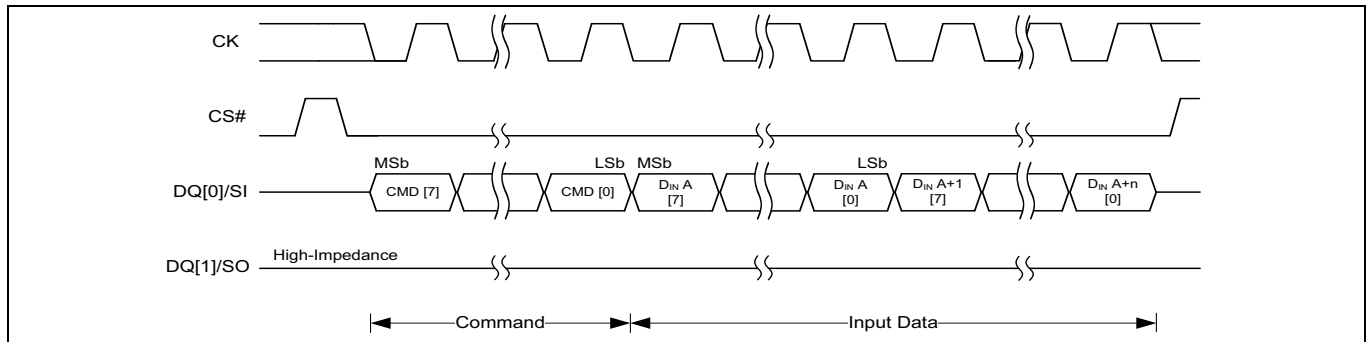 CK
CS#
MSb LSb MSb LSb
DQ[0]/SI CMD [7] CMD [0] DIN A [7] DIN A [0] DIN A+1 [7] DIN A+n [0]
High-Impedance
DQ[1]/SO
Command Input Data